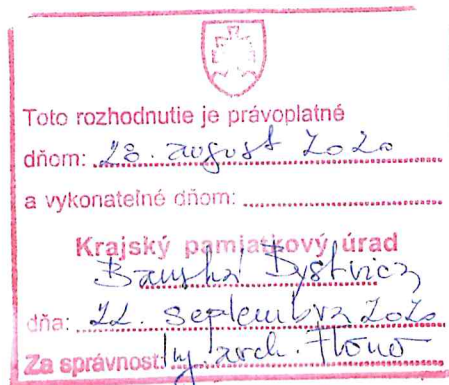 Toto rozhodnutie je právoplatné
dňom: 28. august 2020
a vykonateľné dňom:
Krajský pamiatkový úrad
Banská Bystrica
dňa: 22. septembra 2020
Za správnosť: Ing. arch.